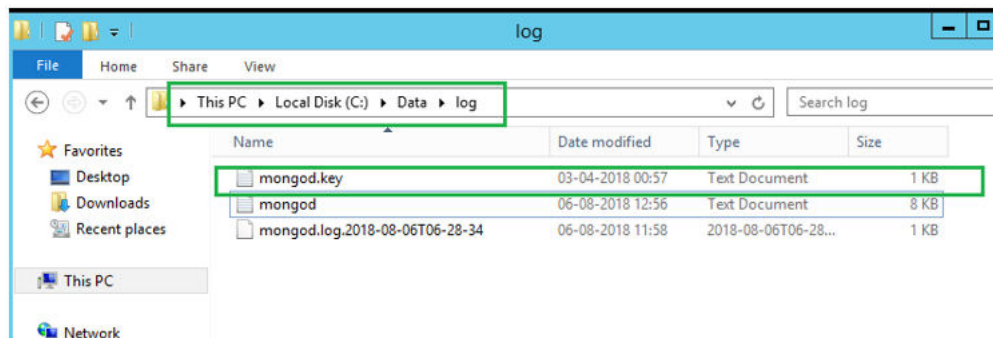 log
File Home Share View
This PC Local Disk (C:) Data log Search log
Name Date modified Type Size
Favorites
Desktop
Downloads
Recent places
This PC
Network
mongod.key 03-04-2018 00:57 Text Document 1 KB
mongod 06-08-2018 12:56 Text Document 8 KB
mongod.log.2018-08-06T06-28-34 06-08-2018 11:58 2018-08-06T06-28... 1 KB